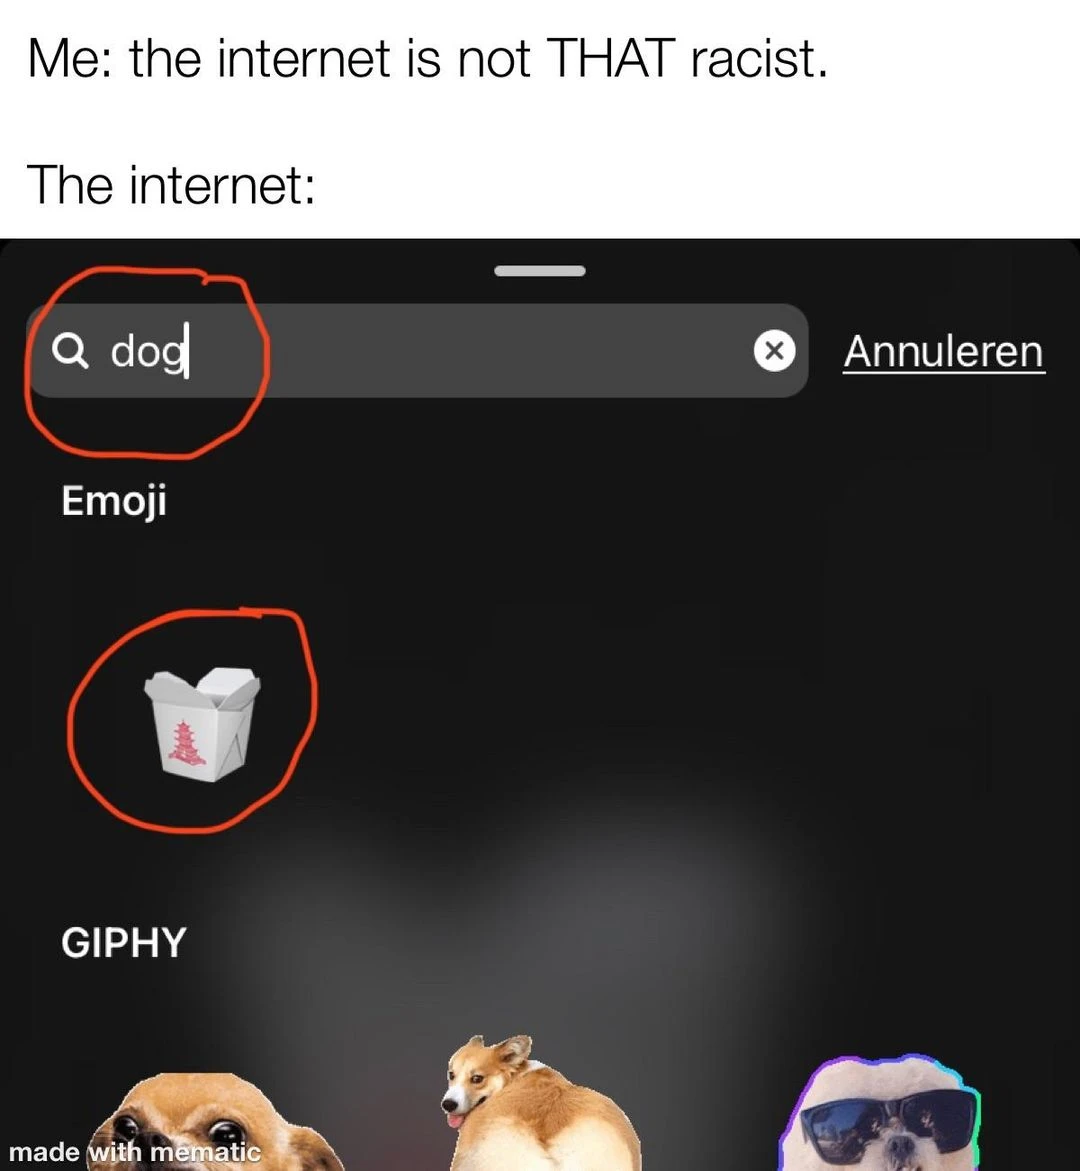 Me: the internet is not THAT racist.
The internet:
dog
Annuleren
Emoji
GIPHY
made with mematic